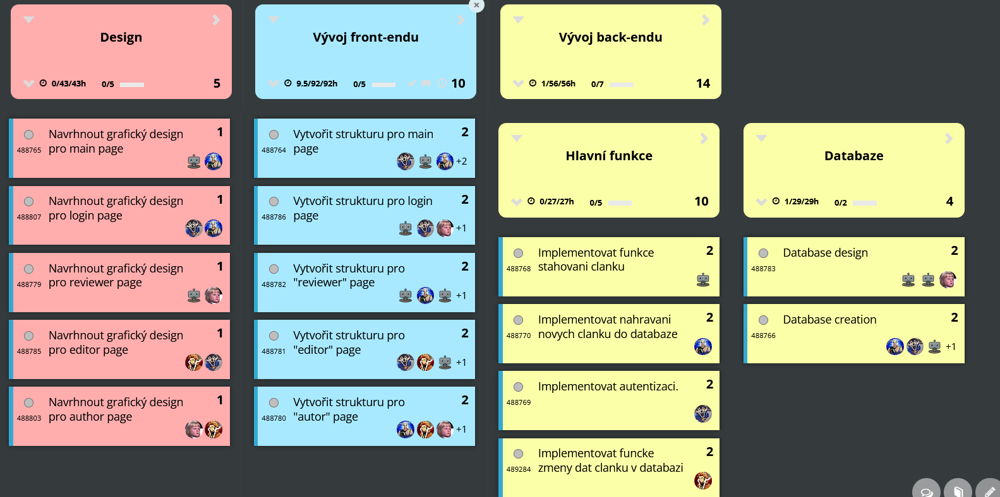 Design
0/43/43h 0/5 5
Navrhnout grafický design 1
pro main page
488765
Navrhnout grafický design 1
pro login page
488807
Navrhnout grafický design 1
pro reviewer page
488779
Navrhnout grafický design 1
pro editor page
488785
Navrhnout grafický design 1
pro author page
488803
Vývoj front-endu
9.5/92/92h 0/5 10
Vytvořit strukturu pro main 2
page
488764
+2
Vytvořit strukturu pro login 2
page
488786
+1
Vytvořit strukturu pro 2
"reviewer" page
488782
+1
Vytvořit strukturu pro 2
"editor" page
488781
+1
Vytvořit strukturu pro 2
"autor" page
488780
+1
Vývoj back-endu
1/56/56h 0/7 14
Hlavní funkce
0/27/27h 0/5 10
Implementovat funkce 2
stahovani clanku
488768
Implementovat nahravani 2
novych clanku do databaze
488770
Implementovat autentizaci. 2
488769
Implementovat funcke 2
zmeny dat clanku v databazi
489284
Databaze
1/29/29h 0/2 4
Database design 2
488783
Database creation 2
488766
+1